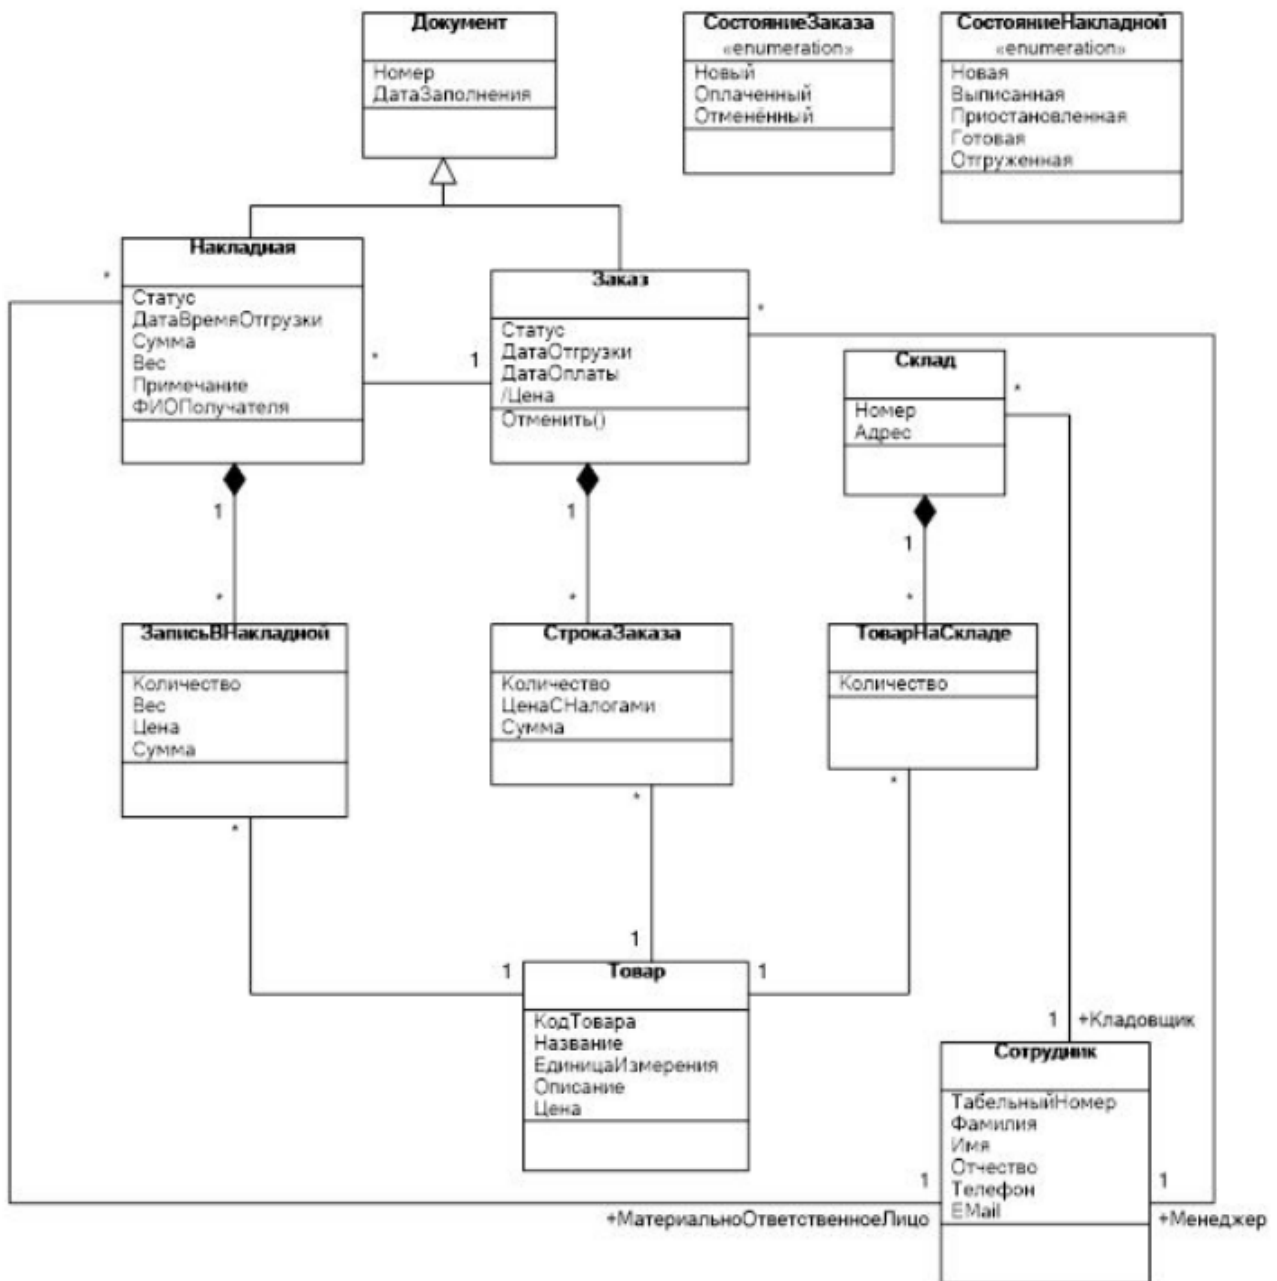 Документ
Номер
ДатаЗаполнения
СостояниеЗаказа
«enumeration»
Новый
Оплаченный
Отменённый
СостояниеНакладной
«enumeration»
Новая
Выписанная
Приостановленная
Готовая
Отгруженная
Накладная
*
Статус
ДатаВремяОтгрузки
Сумма
Вес
Примечание
ФИОПолучателя
*
1
Заказ
*
Статус
ДатаОтгрузки
ДатаОплаты
/Цена
Отменить()
Склад
*
Номер
Адрес
1
*
1
*
1
*
ЗаписьВНакладной
Количество
Вес
Цена
Сумма
*
СтрокаЗаказа
Количество
ЦенаСНалогами
Сумма
*
ТоварНаСкладе
Количество
*
1
1
1
Товар
КодТовара
Название
ЕдиницаИзмерения
Описание
Цена
1 +Кладовщик
Сотрудник
ТабельныйНомер
Фамилия
Имя
Отчество
Телефон
EMail
1
+МатериальноОтветственноеЛицо
1
+Менеджер